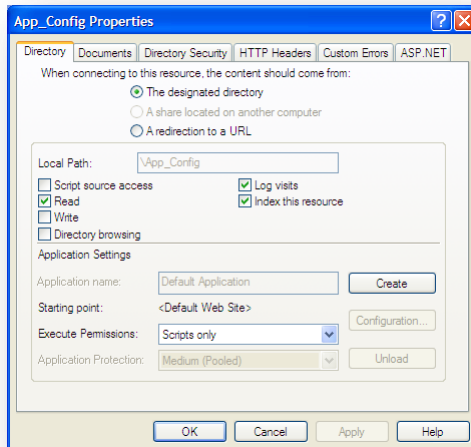 App_Config Properties
Directory Documents Directory Security HTTP Headers Custom Errors ASP.NET
When connecting to this resource, the content should come from:
The designated directory
A share located on another computer
A redirection to a URL
Local Path: \App_Config
Script source access Log visits
Read Index this resource
Write
Directory browsing
Application Settings
Application name: Default Application Create
Starting point: <Default Web Site>
Configuration...
Execute Permissions: Scripts only
Application Protection: Medium (Pooled) Unload
OK Cancel Apply Help